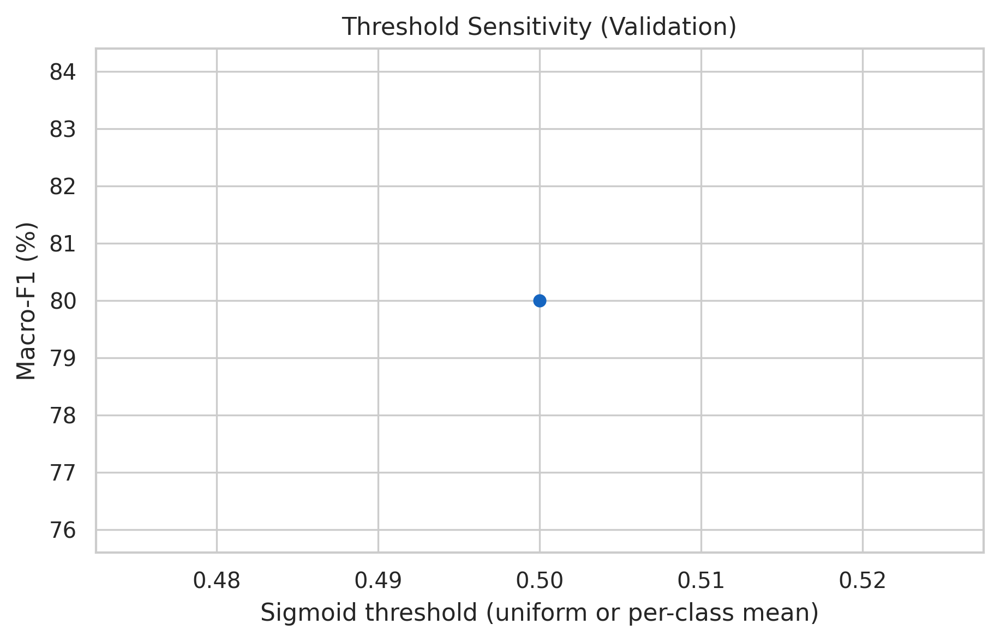 Threshold Sensitivity (Validation)
84
83
82
81
80
79
78
77
76
Macro-F1 (%)
0.48 0.49 0.50 0.51 0.52
Sigmoid threshold (uniform or per-class mean)